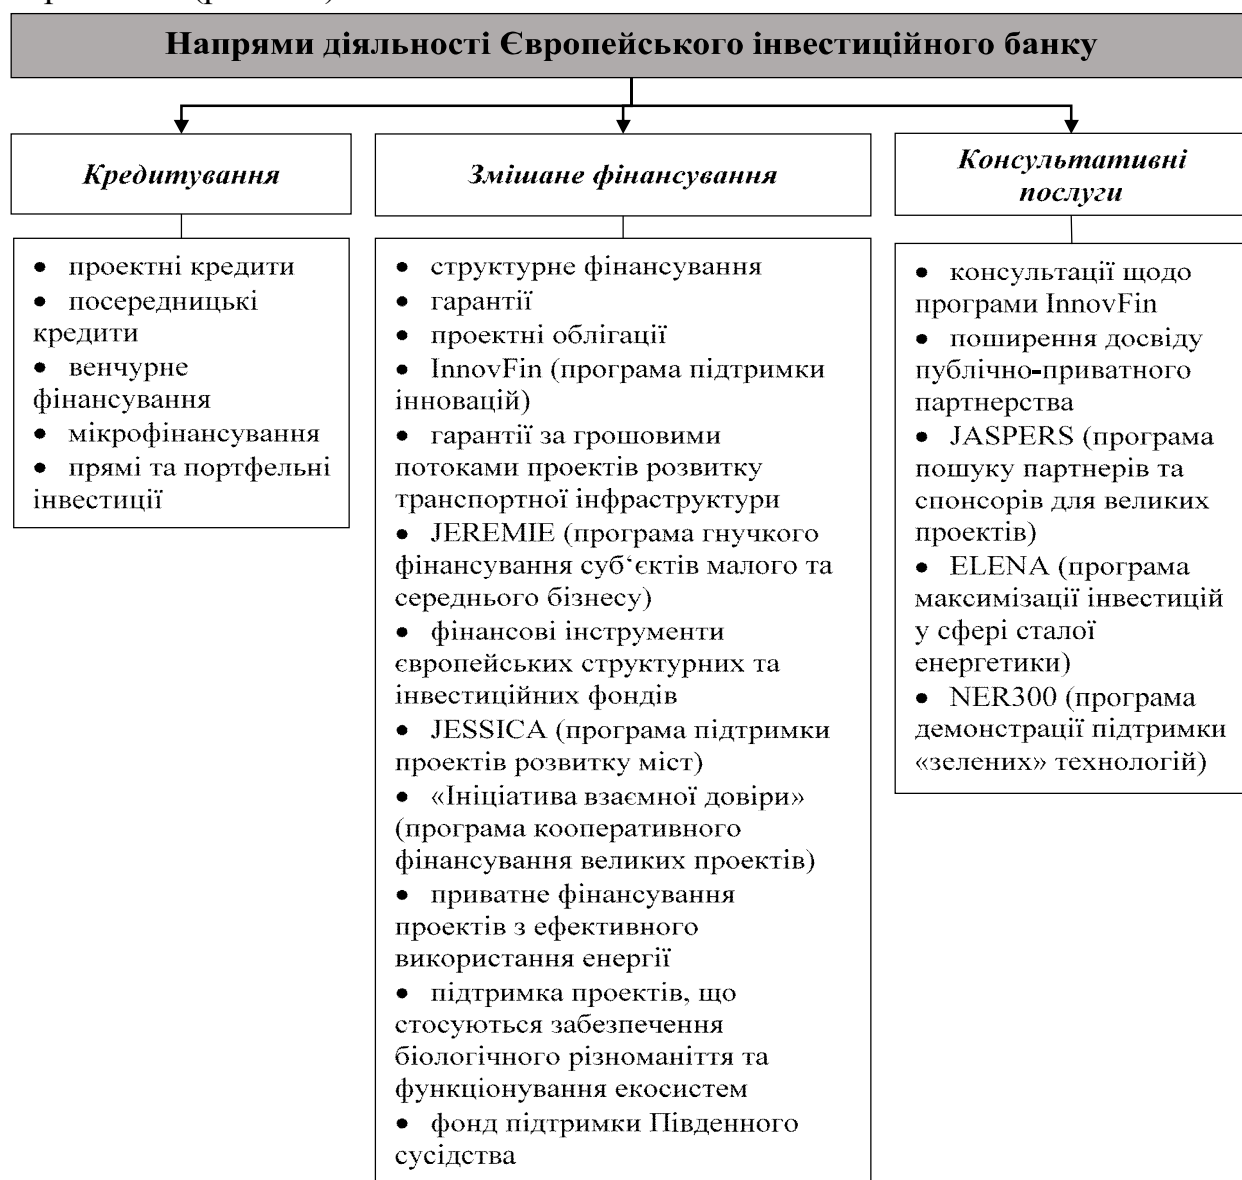 Напрями діяльності Європейського інвестиційного банку
Кредитування
• проектні кредити
• посередницькі
кредити
• венчурне
фінансування
• мікрофінансування
• прямі та портфельні
інвестиції
Змішане фінансування
• структурне фінансування
• гарантії
• проектні облігації
• InnovFin (програма підтримки
інновацій)
• гарантії за грошовими
потоками проектів розвитку
транспортної інфраструктури
• JEREMIE (програма гнучкого
фінансування суб‘єктів малого та
середнього бізнесу)
• фінансові інструменти
європейських структурних та
інвестиційних фондів
• JESSICA (програма підтримки
проектів розвитку міст)
• «Ініціатива взаємної довіри»
(програма кооперативного
фінансування великих проектів)
• приватне фінансування
проектів з ефективного
використання енергії
• підтримка проектів, що
стосуються забезпечення
біологічного різноманіття та
функціонування екосистем
• фонд підтримки Південного
сусідства
Консультативні
послуги
• консультації щодо
програми InnovFin
• поширення досвіду
публічно-приватного
партнерства
• JASPERS (програма
пошуку партнерів та
спонсорів для великих
проектів)
• ELENA (програма
максимізації інвестицій
у сфері сталої
енергетики)
• NER300 (програма
демонстрації підтримки
«зелених» технологій)